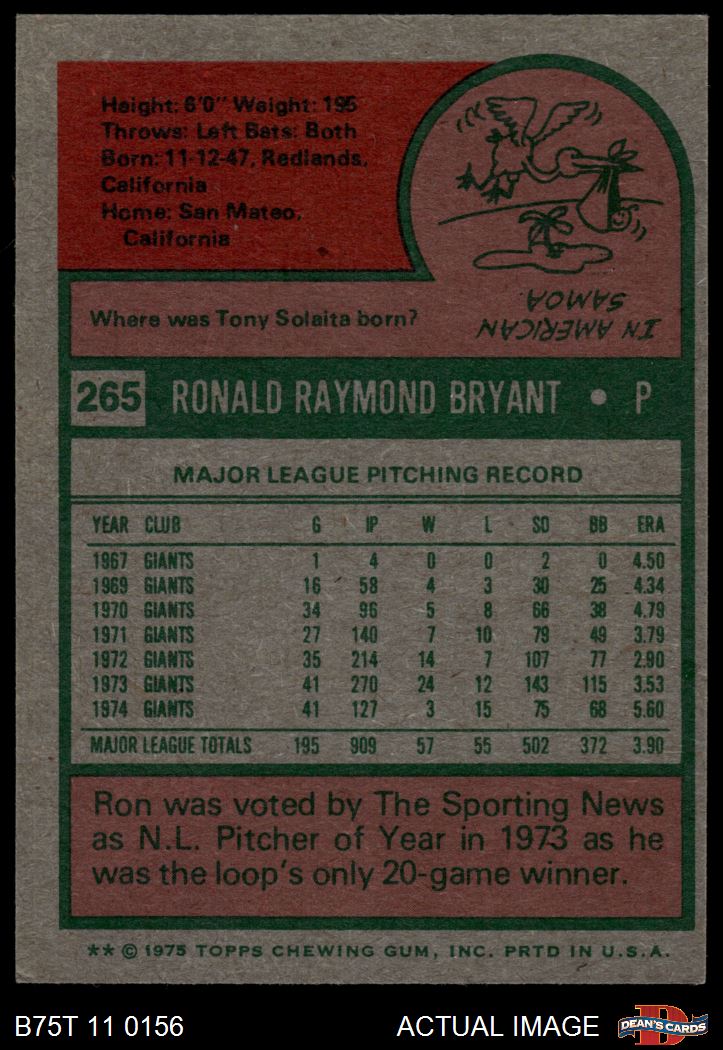 Height: 6'0" Weight: 195
Throws: Left Bats: Both
Born: 11-12-47, Redlands,
California
Home: San Mateo,
California
Where was Tony Solaita born?
IN AMERICAN
SAMOA
265 RONALD RAYMOND BRYANT • P
MAJOR LEAGUE PITCHING RECORD
YEAR CLUB G IP W L SO BB ERA
1967 GIANTS 1 4 0 0 2 0 4.50
1969 GIANTS 16 58 4 3 30 25 4.34
1970 GIANTS 34 96 5 8 66 38 4.79
1971 GIANTS 27 140 7 10 79 49 3.79
1972 GIANTS 35 214 14 7 107 77 2.90
1973 GIANTS 41 270 24 12 143 115 3.53
1974 GIANTS 41 127 3 15 75 68 5.60
MAJOR LEAGUE TOTALS 195 909 57 55 502 372 3.90
Ron was voted by The Sporting News
as N.L. Pitcher of Year in 1973 as he
was the loop's only 20-game winner.
** © 1975 TOPPS CHEWING GUM, INC. PRTD IN U.S.A.
B75T 11 0156 ACTUAL IMAGE DEAN'S CARDS